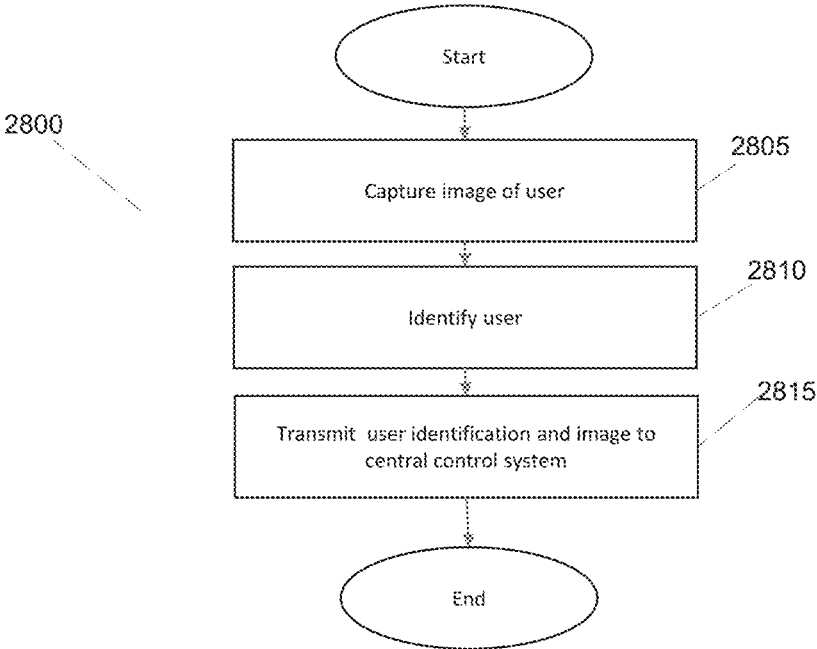 Start
2800
2805
Capture image of user
2810
Identify user
2815
Transmit user identification and image to
central control system
End